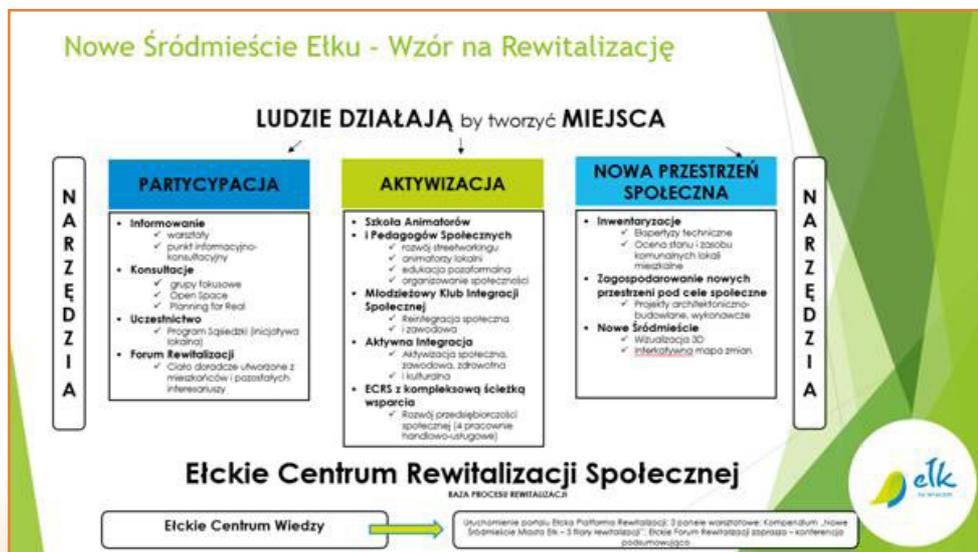 Nowe Śródmieście Ełku - Wzór na Rewitalizację
LUDZIE DZIAŁAJĄ by tworzyć MIEJSCA
NARZĘDZIA
PARTYCYPACJA
• Informowanie
✓ warsztaty
✓ punkt informacyjno-
konsultacyjny
• Konsultacje
✓ grupy fokusowe
✓ Open Space
✓ Planning for Real
• Uczestnictwo
✓ Program Sąsiedzki (inicjatywa
lokalna)
• Forum Rewitalizacji
✓ Ciało doradcze utworzone z
mieszkańców i pozostałych
interesariuszy
AKTYWIZACJA
• Szkoła Animatorów
• i Pedagogów Społecznych
✓ rozwój streetworkingu
✓ animatorzy lokalni
✓ edukacja pozaformalna
✓ organizowanie społeczności
• Młodzieżowy Klub Integracji
Społecznej
✓ Reintegracja społeczna
✓ i zawodowa
• Aktywna Integracja
✓ Aktywizacja społeczna,
zawodowa, zdrowotna
✓ i kulturalna
• ECRS z kompleksową ścieżką
wsparcia
✓ Rozwój przedsiębiorczości
społecznej (4 pracownie
handlowo-usługowe)
NOWA PRZESTRZEŃ
SPOŁECZNA
• Inwentaryzacje
✓ Ekspertyzy techniczne
✓ Ocena stanu i zasobu
komunalnych lokali
mieszkalne
• Zagospodarowanie nowych
przestrzeni pod cele społeczne
✓ Projekty architektoniczno-
budowlane, wykonawcze
• Nowe Śródmieście
✓ Wizualizacja 3D
✓ Interkatywna mapa zmian
NARZĘDZIA
Ełckie Centrum Rewitalizacji Społecznej
BAZA PROCESU REWITALIZACJI
Ełckie Centrum Wiedzy
Uruchomienie portalu Ełcka Platforma Rewitalizacji; 3 panele warsztatowe; Kompendium „Nowe
Śródmieście Miasta Ełk – 3 filary rewitalizacji”; Ełckie Forum Rewitalizacji zaprasza – konferencja
podsumowująca
ełk